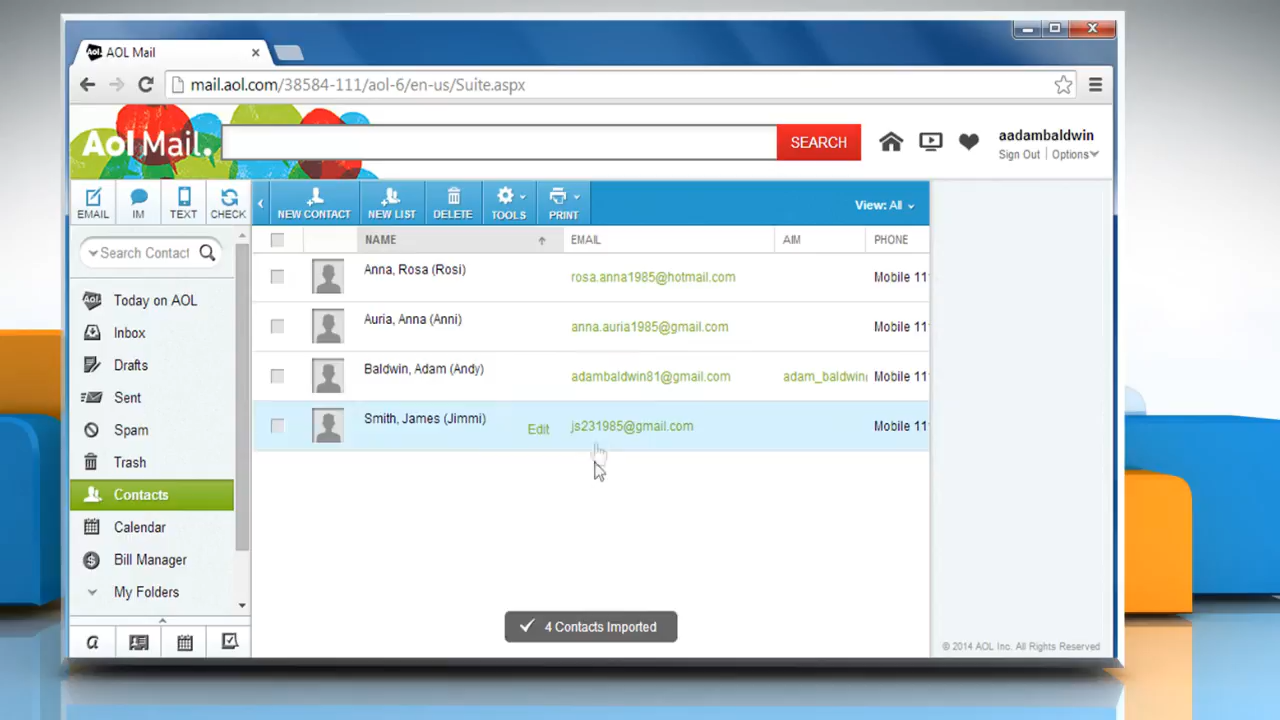 AOL Mail
mail.aol.com/38584-111/aol-6/en-us/Suite.aspx
Aol Mail.
SEARCH
aadambaldwin
Sign Out | Options
EMAIL IM TEXT CHECK
NEW CONTACT NEW LIST DELETE TOOLS PRINT
View: All
Search Contact
NAME EMAIL AIM PHONE
Anna, Rosa (Rosi) rosa.anna1985@hotmail.com Mobile 11
Auria, Anna (Anni) anna.auria1985@gmail.com Mobile 11
Baldwin, Adam (Andy) adambaldwin81@gmail.com adam_baldwin Mobile 11
Smith, James (Jimmi) Edit js231985@gmail.com Mobile 11
Today on AOL
Inbox
Drafts
Sent
Spam
Trash
Contacts
Calendar
Bill Manager
My Folders
4 Contacts Imported
© 2014 AOL Inc. All Rights Reserved